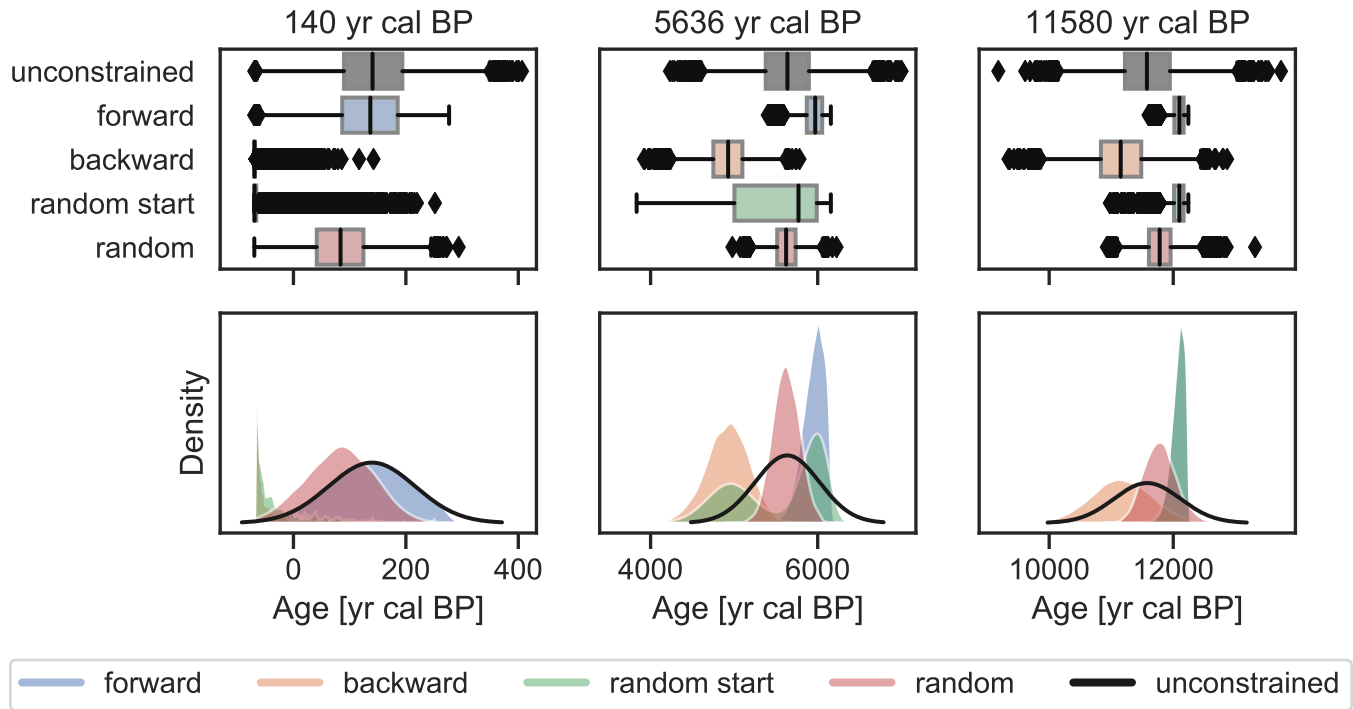 140 yr cal BP 5636 yr cal BP 11580 yr cal BP
unconstrained
forward
backward
random start
random
Density
0 200 400 4000 6000 10000 12000
Age [yr cal BP] Age [yr cal BP] Age [yr cal BP]
forward backward random start random unconstrained